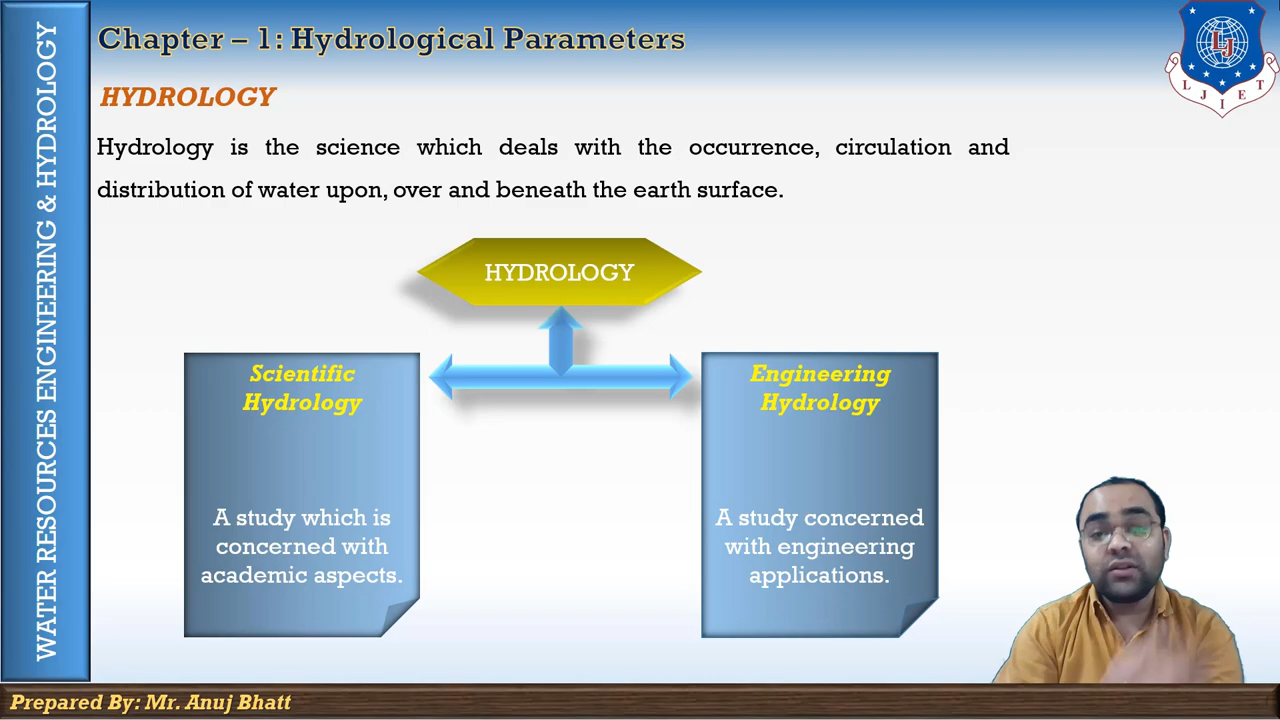 WATER RESOURCES ENGINEERING & HYDROLOGY
Chapter – 1: Hydrological Parameters
LJ
L J I E T
HYDROLOGY
Hydrology is the science which deals with the occurrence, circulation and
distribution of water upon, over and beneath the earth surface.
HYDROLOGY
Scientific
Hydrology
A study which is
concerned with
academic aspects.
Engineering
Hydrology
A study concerned
with engineering
applications.
Prepared By: Mr. Anuj Bhatt